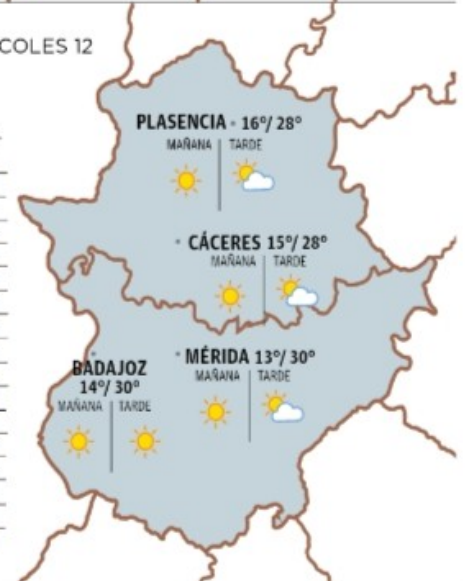 COLES 12
PLASENCIA 16°/28°
MAÑANA TARDE
CÁCERES 15°/28°
MAÑANA TARDE
MÉRIDA 13°/30°
MAÑANA TARDE
BADAJOZ
14°/30°
MAÑANA TARDE